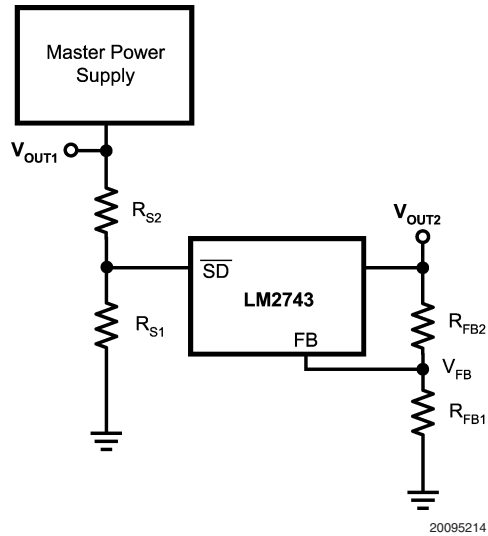 Master Power
Supply
VOUT1
RS2
VOUT2
SD
LM2743
RS1
FB
RFB2
VFB
RFB1
20095214